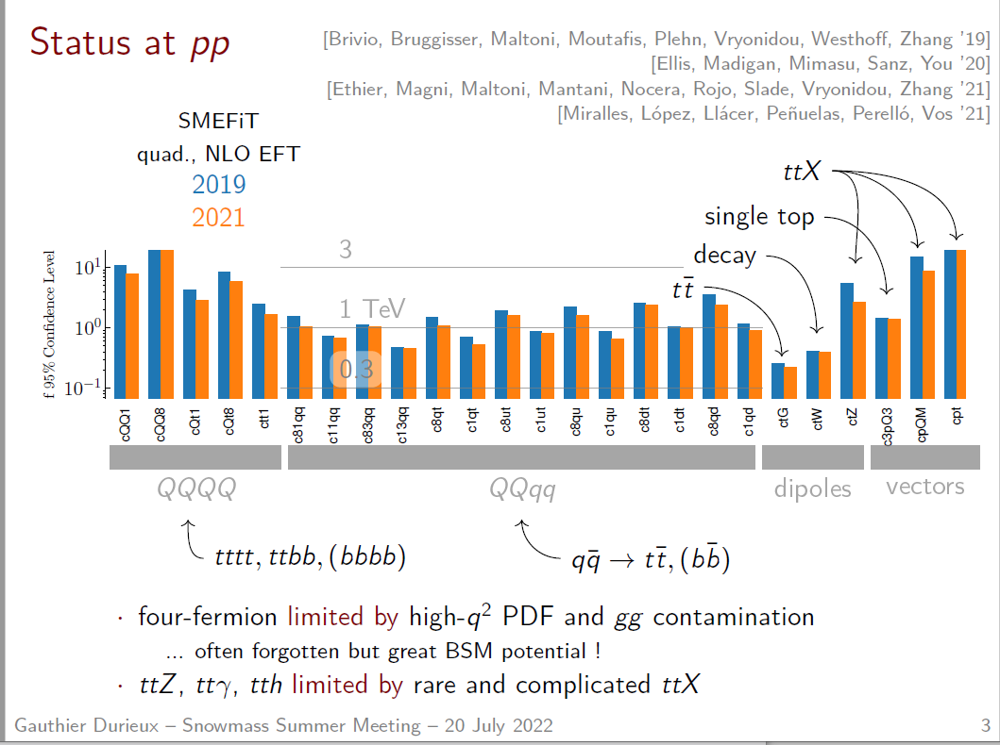 Status at pp
[Brivio, Bruggisser, Maltoni, Moutafis, Plehn, Vryonidou, Westhoff, Zhang '19]
[Ellis, Madigan, Mimasu, Sanz, You '20]
[Ethier, Magni, Maltoni, Mantani, Nocera, Rojo, Slade, Vryonidou, Zhang '21]
[Miralles, López, Llácer, Peñuelas, Perelló, Vos '21]
SMEFiT
quad., NLO EFT
2019
2021
ttX
single top
decay
tt̄
f 95% Confidence Level
10¹
10⁰
10⁻¹
3
1 TeV
0.3
cQQ1
cQQ8
cQt1
cQt8
ctt1
c81qq
c11qq
c83qq
c13qq
c8qt
c1qt
c8ut
c1ut
c8qu
c1qu
c8dt
c1dt
c8qd
c1qd
ctG
ctW
ctZ
c3pQ3
cpQM
cpt
QQQQ
QQqq
dipoles
vectors
tttt, ttbb, (bbbb)
qq̄ → tt̄, (bb̄)
· four-fermion limited by high-q² PDF and gg contamination
... often forgotten but great BSM potential !
· ttZ, ttγ, tth limited by rare and complicated ttX
Gauthier Durieux – Snowmass Summer Meeting – 20 July 2022
3